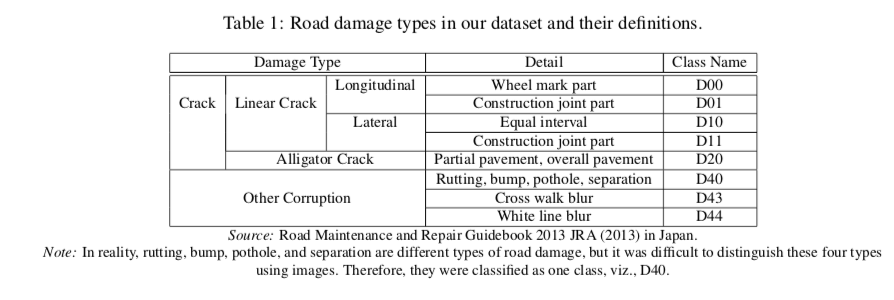 Table 1: Road damage types in our dataset and their definitions.
Damage Type Detail Class Name
Longitudinal Wheel mark part D00
Crack Linear Crack Construction joint part D01
Lateral Equal interval D10
Construction joint part D11
Alligator Crack Partial pavement, overall pavement D20
Rutting, bump, pothole, separation D40
Other Corruption Cross walk blur D43
White line blur D44
Source: Road Maintenance and Repair Guidebook 2013 JRA (2013) in Japan.
Note: In reality, rutting, bump, pothole, and separation are different types of road damage, but it was difficult to distinguish these four types
using images. Therefore, they were classified as one class, viz., D40.